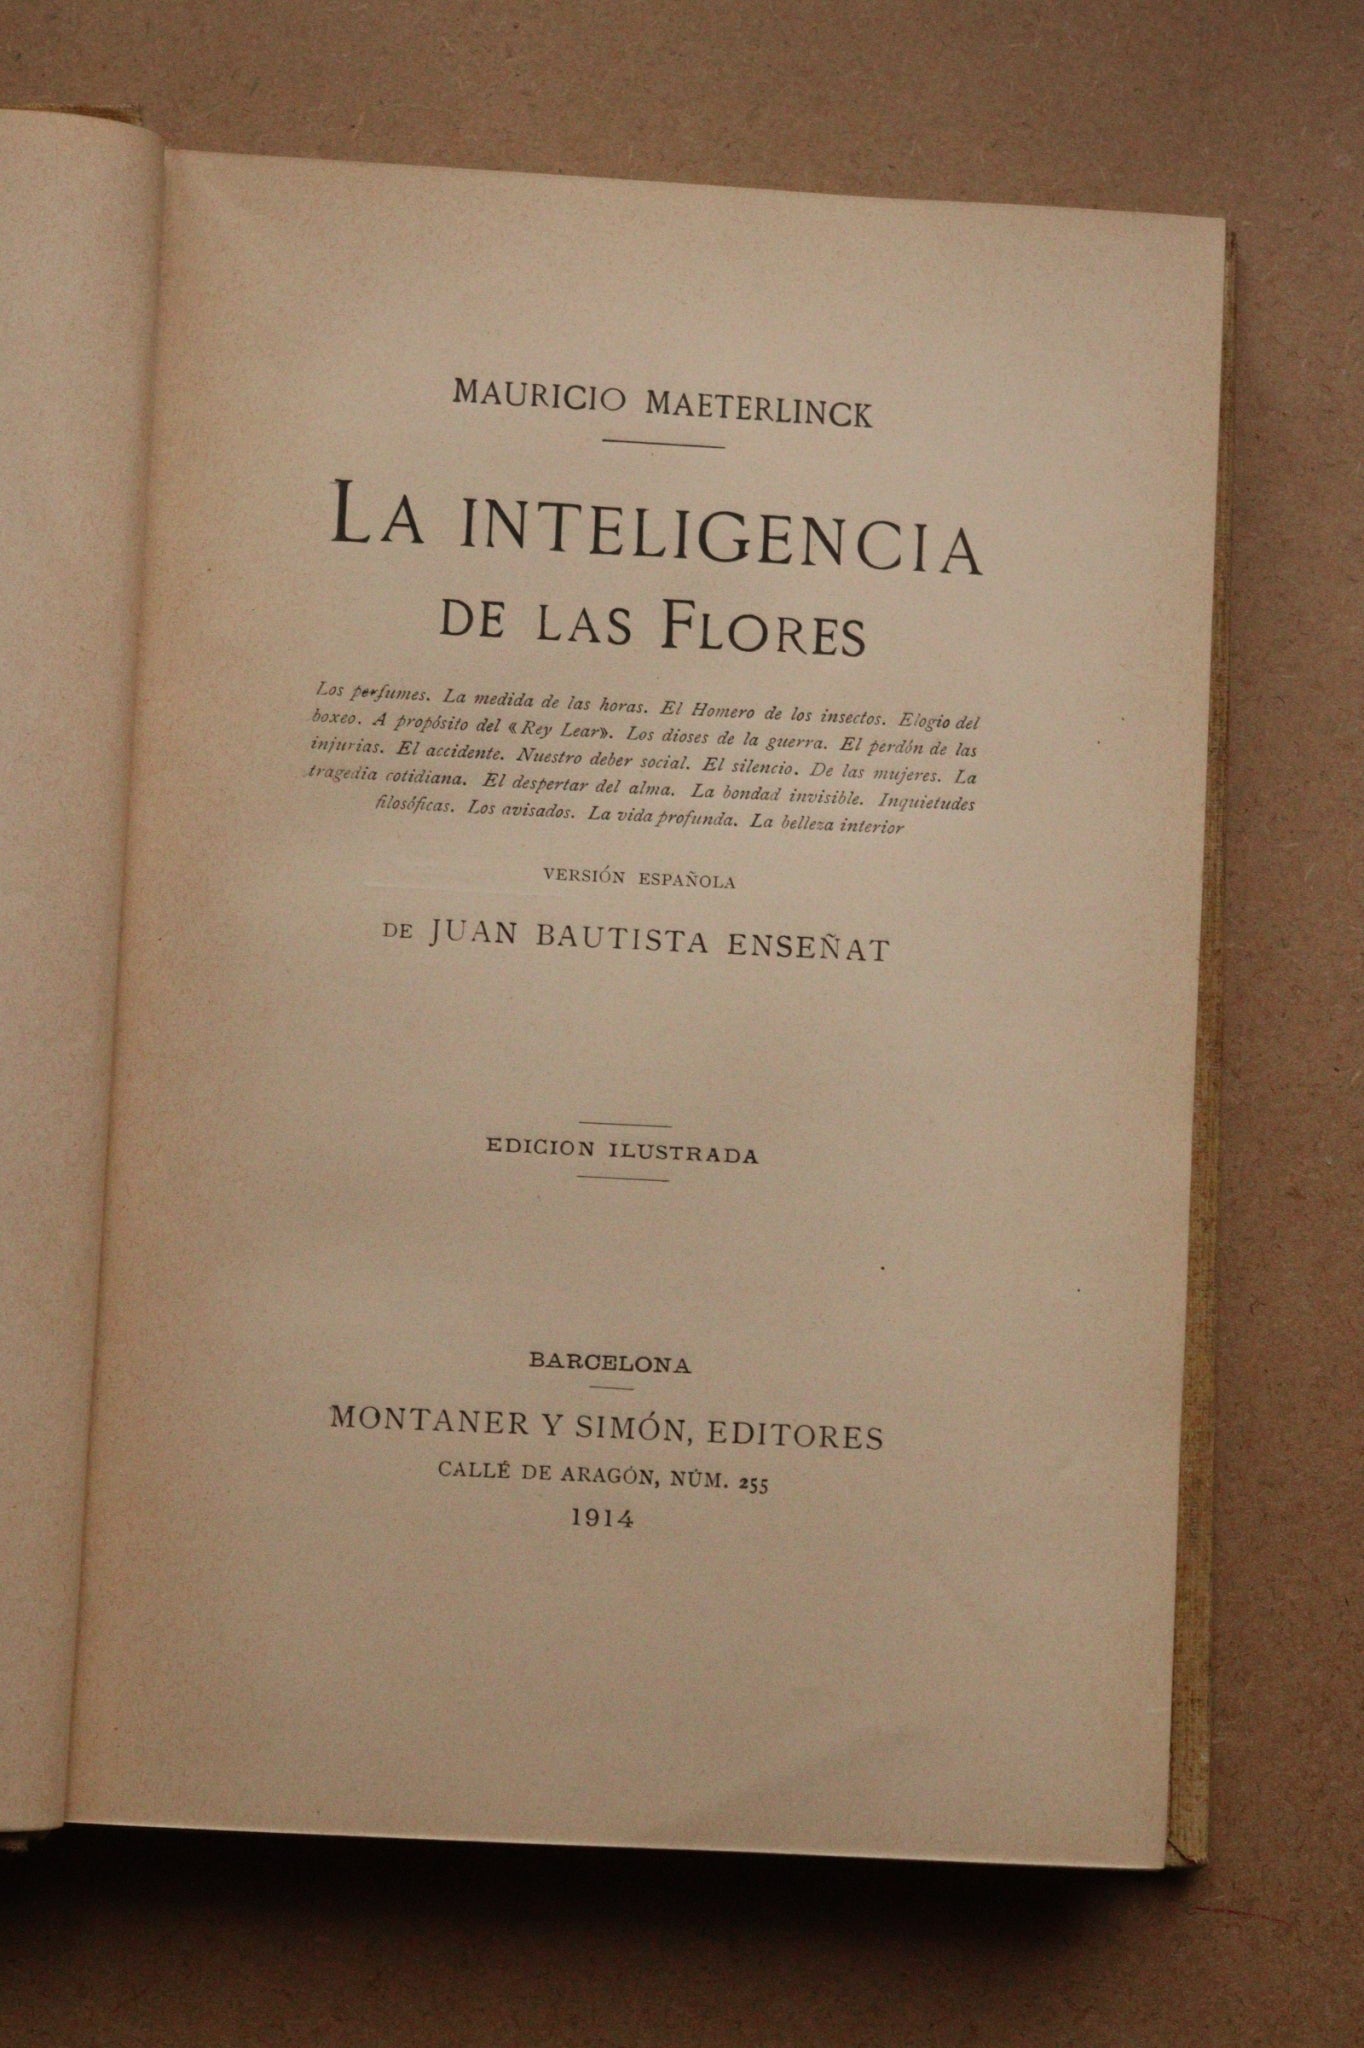 MAURICIO MAETERLINCK
LA INTELIGENCIA
DE LAS FLORES
Los perfumes. La medida de las horas. El Homero de los insectos. Elogio del
boxeo. A propósito del «Rey Lear». Los dioses de la guerra. El perdón de las
injurias. El accidente. Nuestro deber social. El silencio. De las mujeres. La
tragedia cotidiana. El despertar del alma. La bondad invisible. Inquietudes
filosóficas. Los avisados. La vida profunda. La belleza interior
VERSIÓN ESPAÑOLA
DE JUAN BAUTISTA ENSEÑAT
EDICION ILUSTRADA
BARCELONA
MONTANER Y SIMÓN, EDITORES
CALLÉ DE ARAGÓN, NÚM. 255
1914